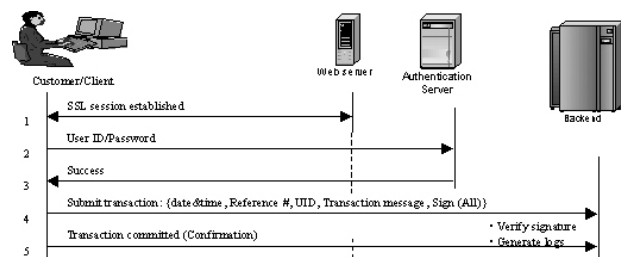 Customer/Client
Web server
Authentication
Server
Backend
1
SSL session established
2
User ID/Password
3
Success
4
Submit transaction: {date&time, Reference #, UID, Transaction message, Sign (All)}
5
Transaction committed (Confirmation)
· Verify signature
· Generate logs